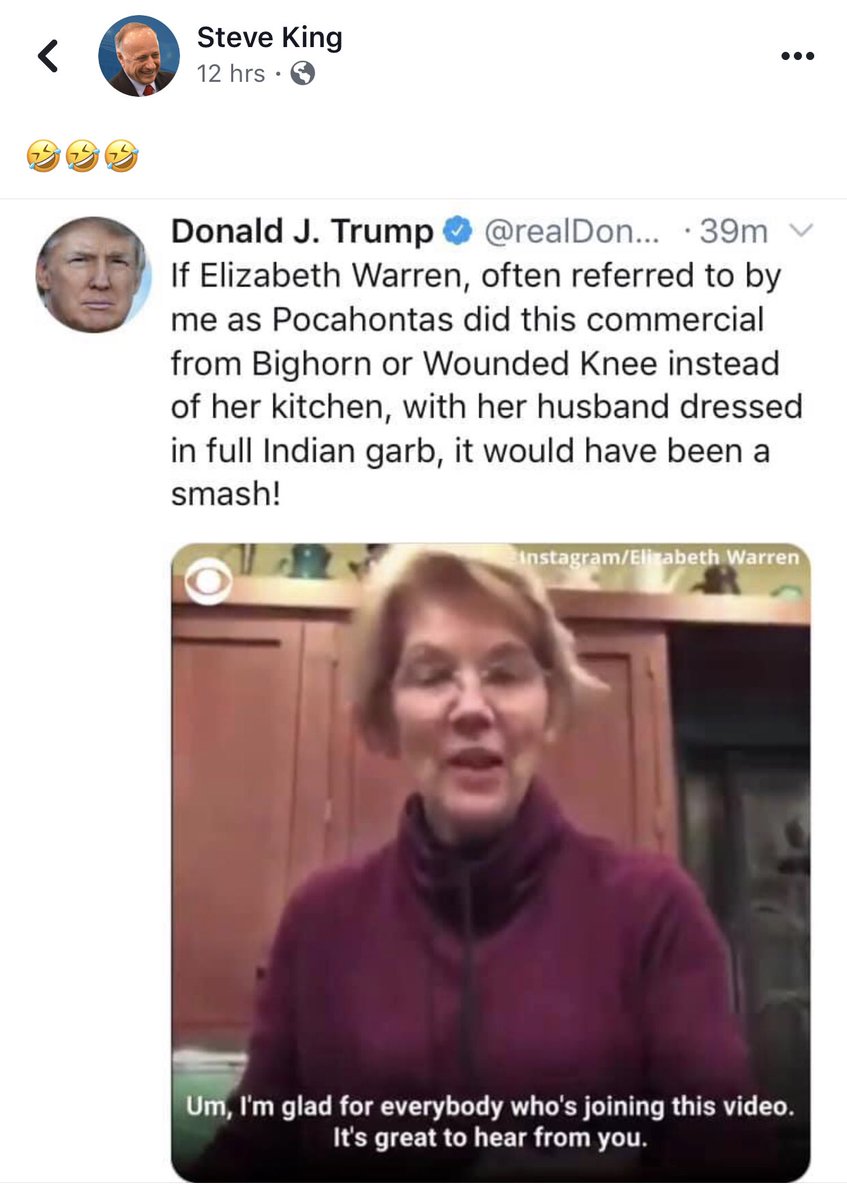 Steve King
12 hrs ·
🤣🤣🤣
Donald J. Trump @realDon... · 39m
If Elizabeth Warren, often referred to by
me as Pocahontas did this commercial
from Bighorn or Wounded Knee instead
of her kitchen, with her husband dressed
in full Indian garb, it would have been a
smash!
Instagram/Elizabeth Warren
Um, I'm glad for everybody who's joining this video.
It's great to hear from you.